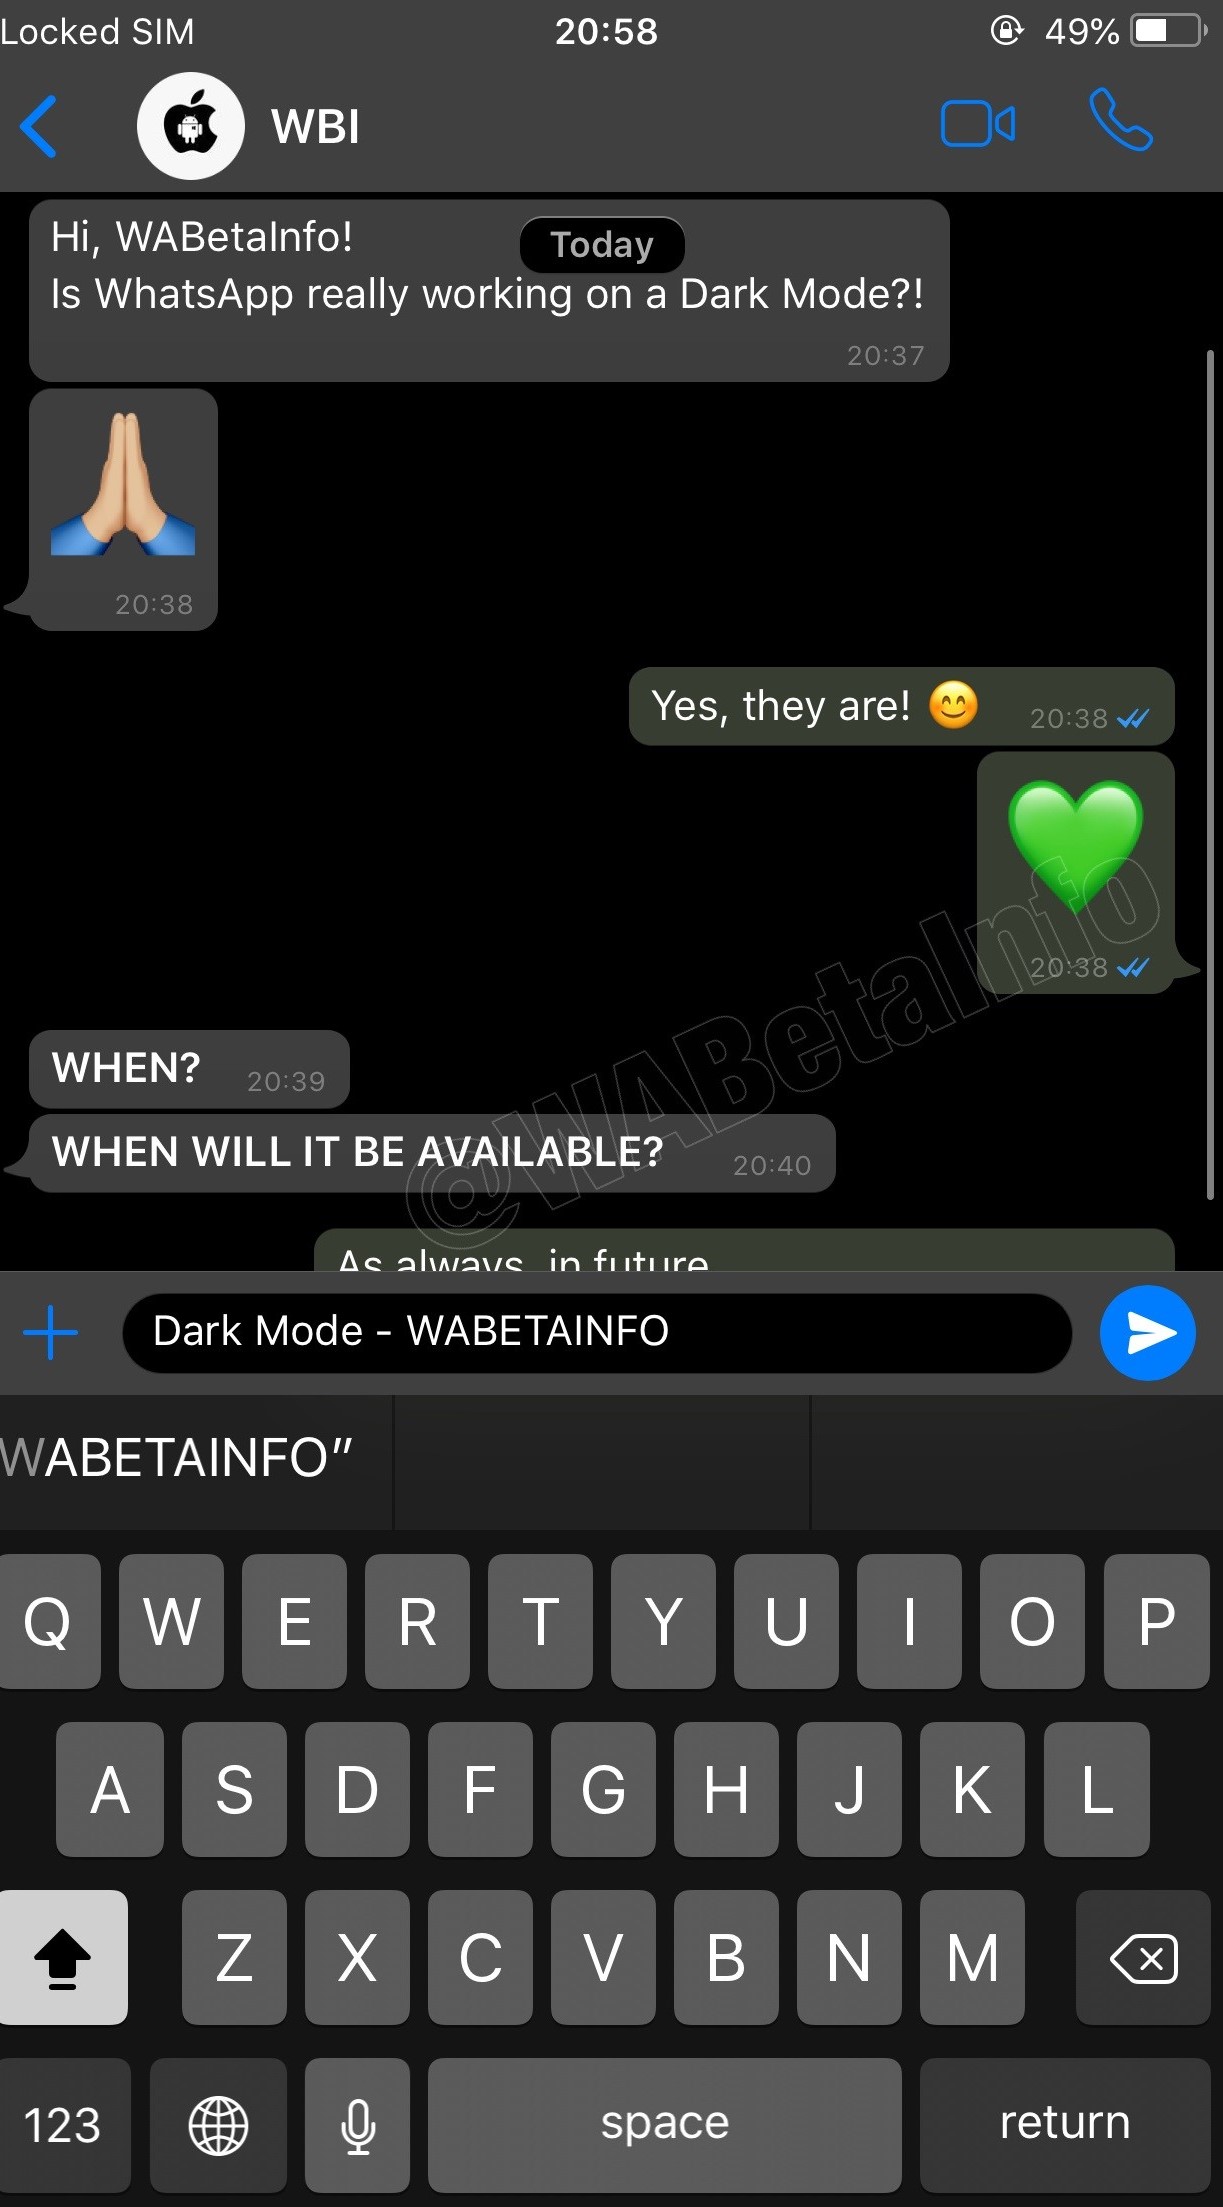 Locked SIM 20:58 49%
WBI
Today
Hi, WABetaInfo!
Is WhatsApp really working on a Dark Mode?!
20:37
20:38
Yes, they are! 😊 20:38
20:38
@WABetaInfo
WHEN? 20:39
WHEN WILL IT BE AVAILABLE? 20:40
As always, in future
Dark Mode - WABETAINFO
WABETAINFO"
Q W E R T Y U I O P
A S D F G H J K L
Z X C V B N M
123 space return